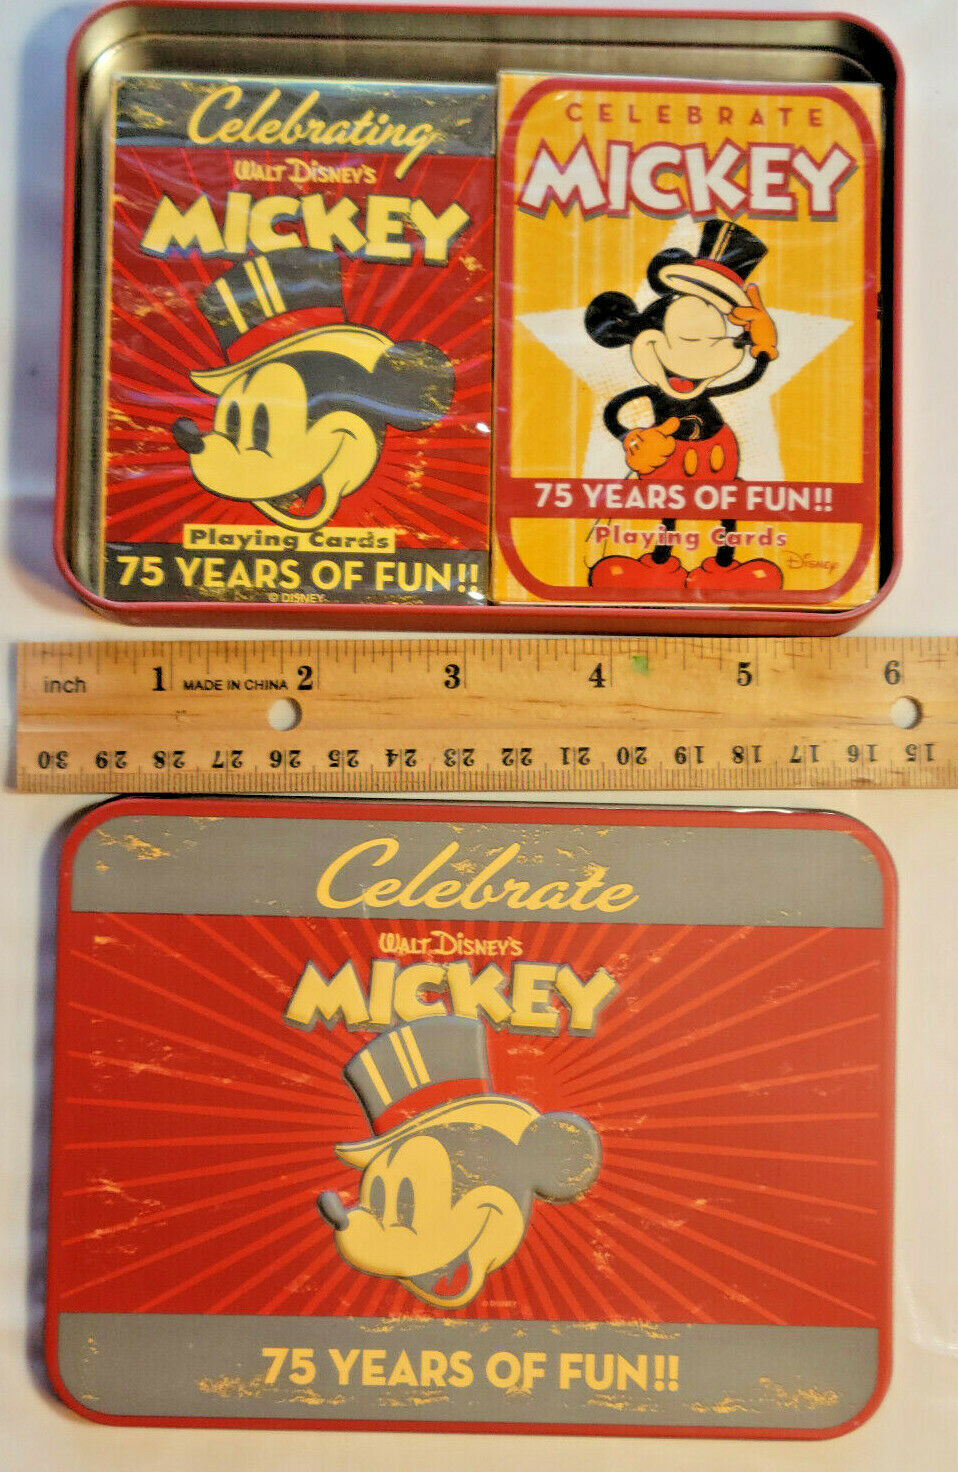 Celebrating
WALT DISNEY'S
MICKEY
Playing Cards
75 YEARS OF FUN!!
© DISNEY
CELEBRATE
MICKEY
75 YEARS OF FUN!!
Playing Cards
DISNEY
inch 1 MADE IN CHINA 2 3 4 5 6
30 29 28 27 26 25 24 23 22 21 20 19 18 17 16 15
Celebrate
WALT DISNEY'S
MICKEY
© DISNEY
75 YEARS OF FUN!!